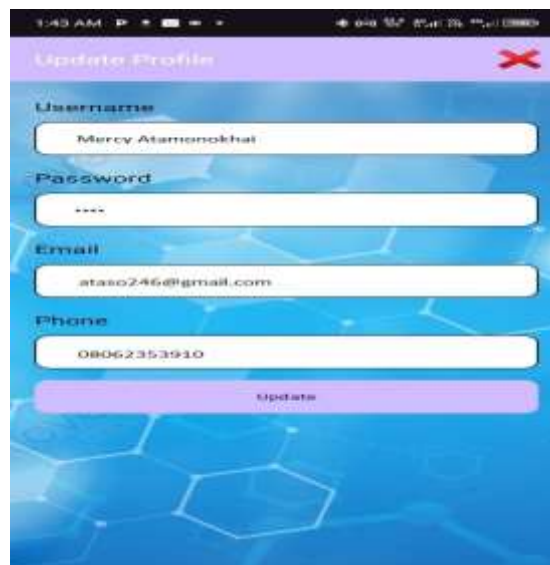 1:43 AM
Update Profile
Username
Mercy Atamonokhai
Password
••••
Email
ataso246@gmail.com
Phone
08062353910
Update